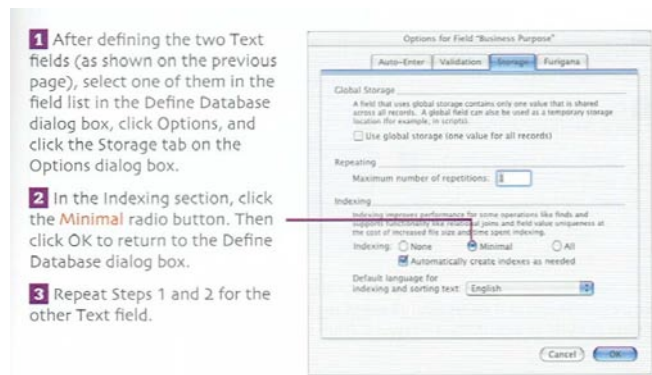 1 After defining the two Text
fields (as shown on the previous
page), select one of them in the
field list in the Define Database
dialog box, click Options, and
click the Storage tab on the
Options dialog box.
2 In the Indexing section, click
the Minimal radio button. Then
click OK to return to the Define
Database dialog box.
3 Repeat Steps 1 and 2 for the
other Text field.
Options for Field "Business Purpose"
Auto-Enter Validation Storage Furigana
Global Storage
A field that uses global storage contains only one value that is shared
across all records. A global field can also be used as a temporary storage
location (for example, in scripts).
Use global storage (one value for all records)
Repeating
Maximum number of repetitions: 1
Indexing
Indexing improves performance for some operations like finds and
supports functionality like relational joins and field value uniqueness at
the cost of increased file size and time spent indexing.
Indexing: None Minimal All
Automatically create indexes as needed
Default language for
indexing and sorting text: English
Cancel OK